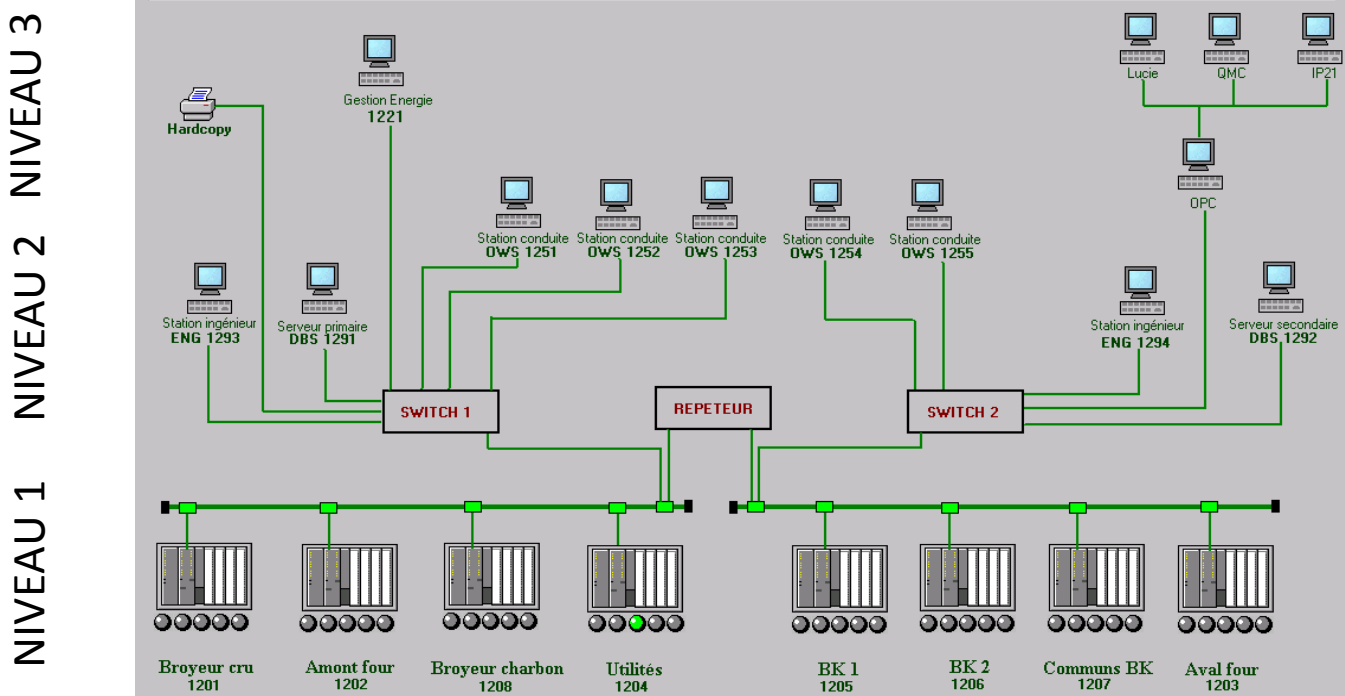 NIVEAU 3
NIVEAU 2
NIVEAU 1
Hardcopy
Gestion Energie
1221
Lucie
QMC
IP21
OPC
Station conduite
OWS 1251
Station conduite
OWS 1252
Station conduite
OWS 1253
Station conduite
OWS 1254
Station conduite
OWS 1255
Station ingénieur
ENG 1293
Serveur primaire
DBS 1291
Station ingénieur
ENG 1294
Serveur secondaire
DBS 1292
SWITCH 1
REPETEUR
SWITCH 2
Broyeur cru
1201
Amont four
1202
Broyeur charbon
1208
Utilités
1204
BK 1
1205
BK 2
1206
Communs BK
1207
Aval four
1203